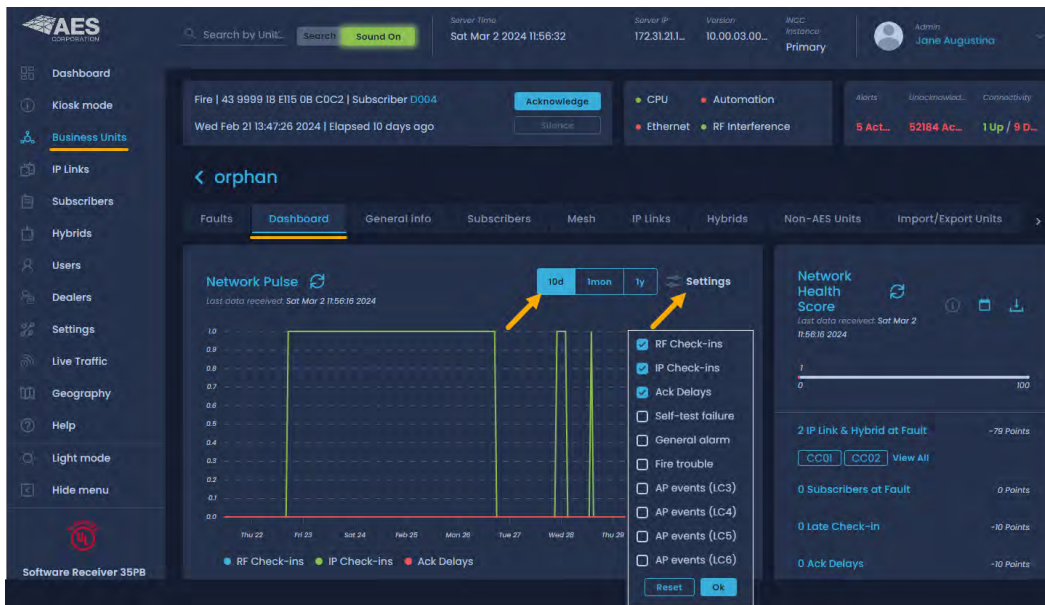 AES
CORPORATION
Search by Unit...
Search
Sound On
Server Time
Sat Mar 2 2024 11:56:32
Server IP
172.31.21.1...
Version
10.00.03.00...
INCC
Instance
Primary
Admin
Jane Augustina
Dashboard
Kiosk mode
Business Units
IP Links
Subscribers
Hybrids
Users
Dealers
Settings
Live Traffic
Geography
Help
Light mode
Hide menu
UL
Software Receiver 35PB
Fire | 43 9999 18 E115 0B C0C2 | Subscriber D004
Wed Feb 21 13:47:26 2024 | Elapsed 10 days ago
Acknowledge
Silence
CPU
Automation
Ethernet
RF Interference
Alerts
Unacknowled...
Connectivity
5 Act...
52184 Ac...
1 Up / 9 D...
< orphan
Faults
Dashboard
General info
Subscribers
Mesh
IP Links
Hybrids
Non-AES Units
Import/Export Units
>
Network Pulse
Last data received: Sat Mar 2 11:56:16 2024
10d
1mon
1y
Settings
1.0
0.9
0.8
0.7
0.6
0.5
0.4
0.3
0.2
0.1
0.0
Thu 22
Fri 23
Sat 24
Feb 25
Mon 26
Tue 27
Wed 28
Thu 29
RF Check-ins
IP Check-ins
Ack Delays
RF Check-ins
IP Check-ins
Ack Delays
Self-test failure
General alarm
Fire trouble
AP events (LC3)
AP events (LC4)
AP events (LC5)
AP events (LC6)
Reset
Ok
Network
Health
Score
Last data received: Sat Mar 2
11:56:16 2024
1
0
100
2 IP Link & Hybrid at Fault
-79 Points
CC01
CC02
View All
0 Subscribers at Fault
0 Points
0 Late Check-in
-10 Points
0 Ack Delays
-10 Points